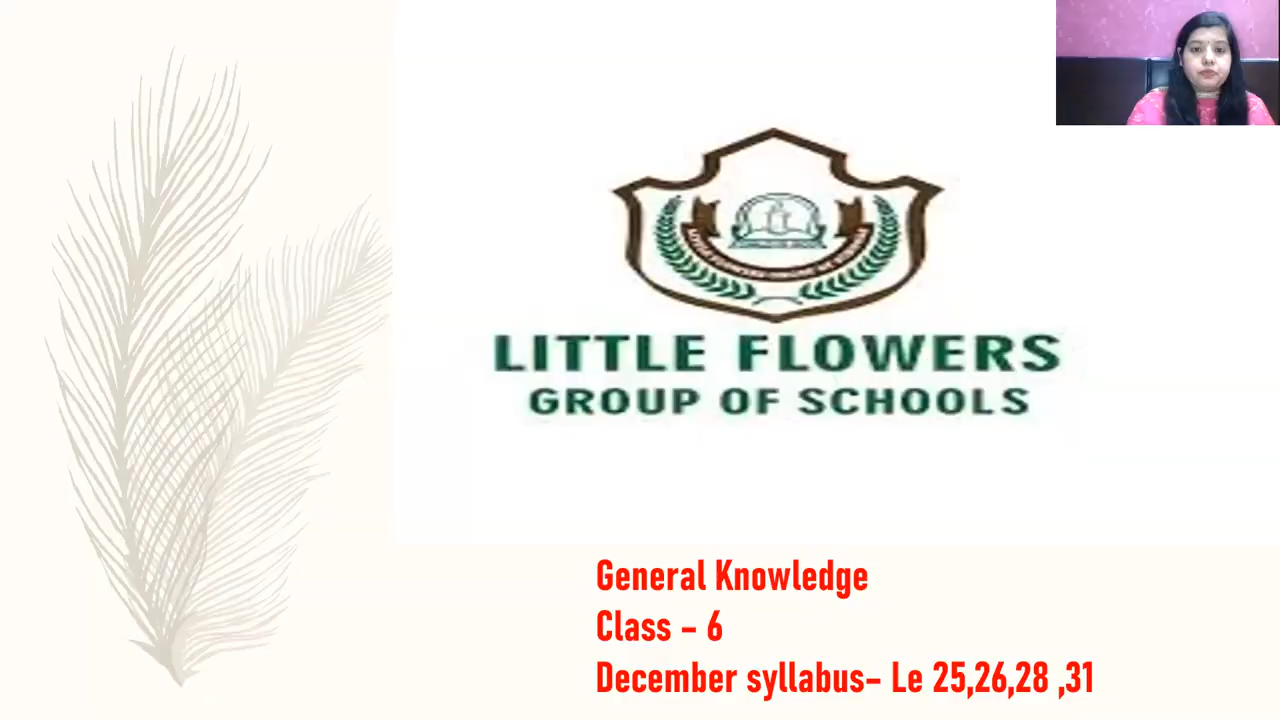 LITTLE FLOWERS
GROUP OF SCHOOLS
General Knowledge
Class - 6
December syllabus- Le 25,26,28 ,31